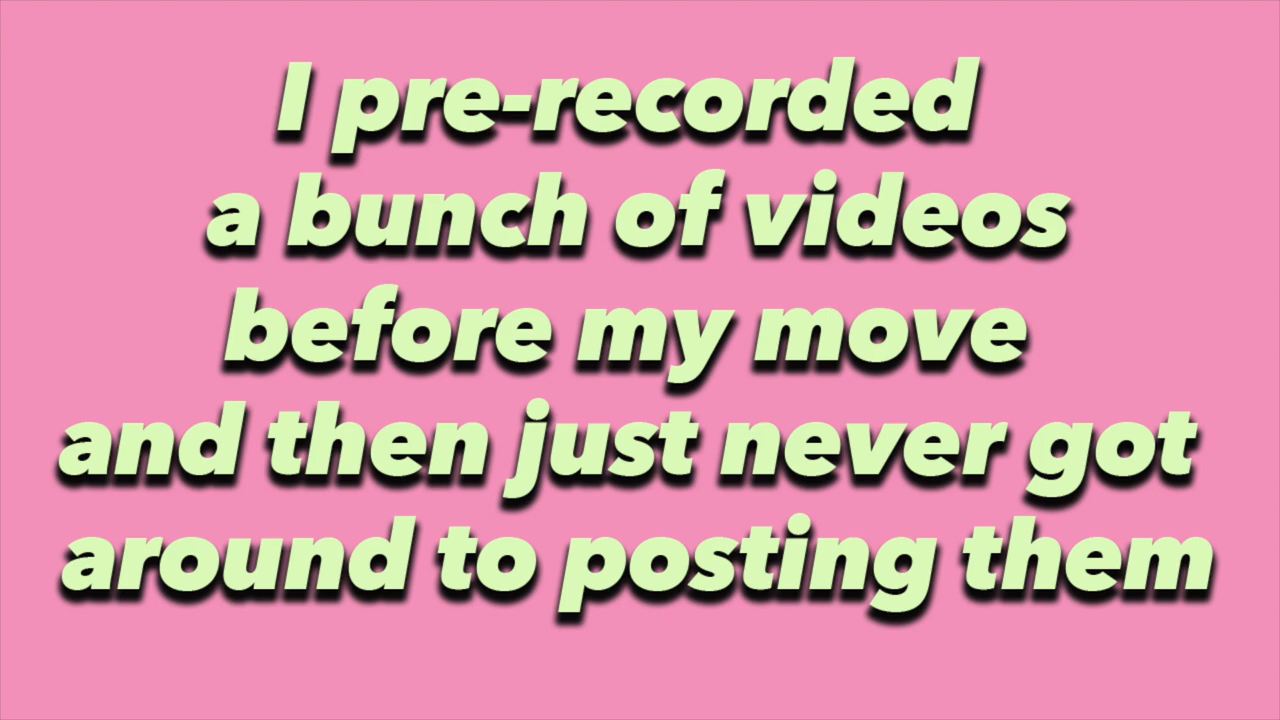 I pre-recorded
a bunch of videos
before my move
and then just never got
around to posting them